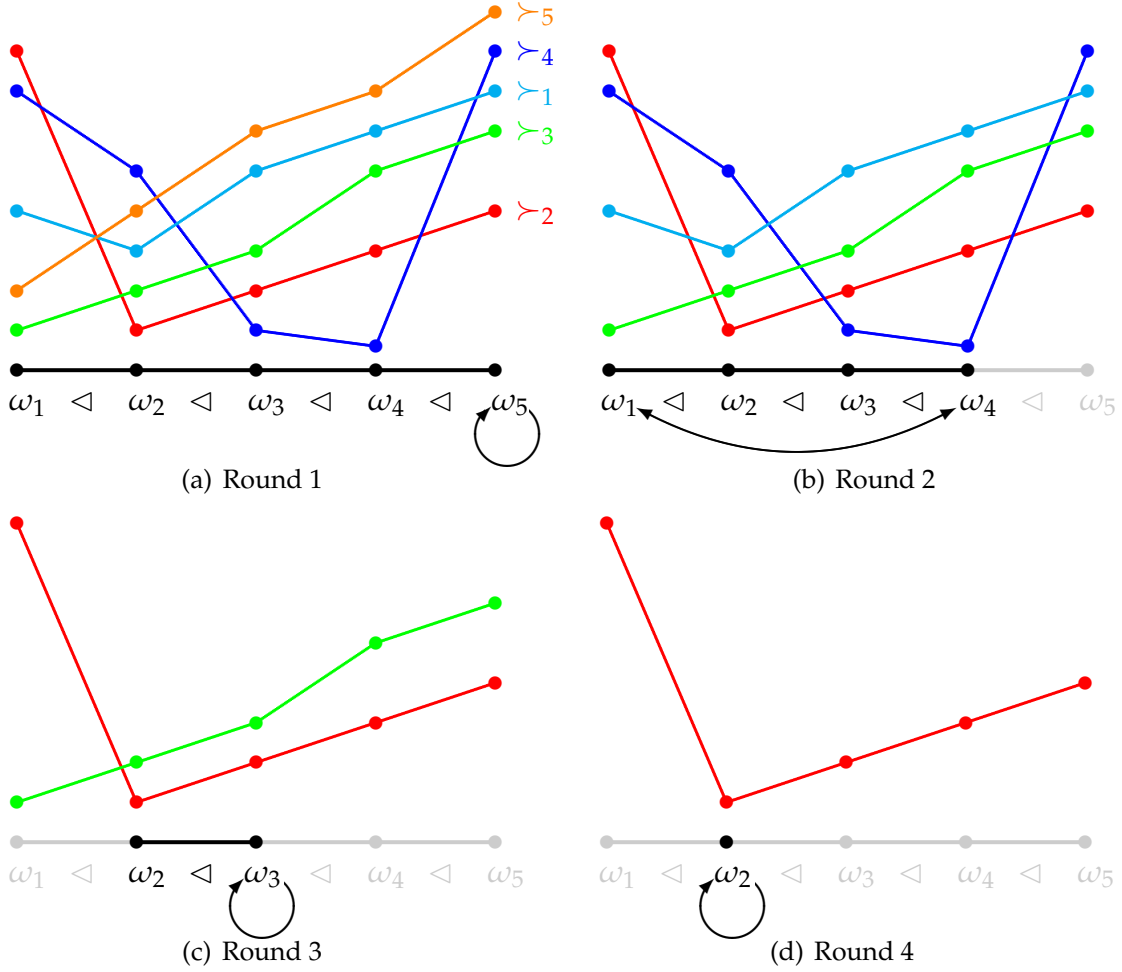 ≻5
≻4
≻1
≻3
≻2
ω1 ◁ ω2 ◁ ω3 ◁ ω4 ◁ ω5
(a) Round 1
ω1 ◁ ω2 ◁ ω3 ◁ ω4 ◁ ω5
(b) Round 2
ω1 ◁ ω2 ◁ ω3 ◁ ω4 ◁ ω5
(c) Round 3
ω1 ◁ ω2 ◁ ω3 ◁ ω4 ◁ ω5
(d) Round 4